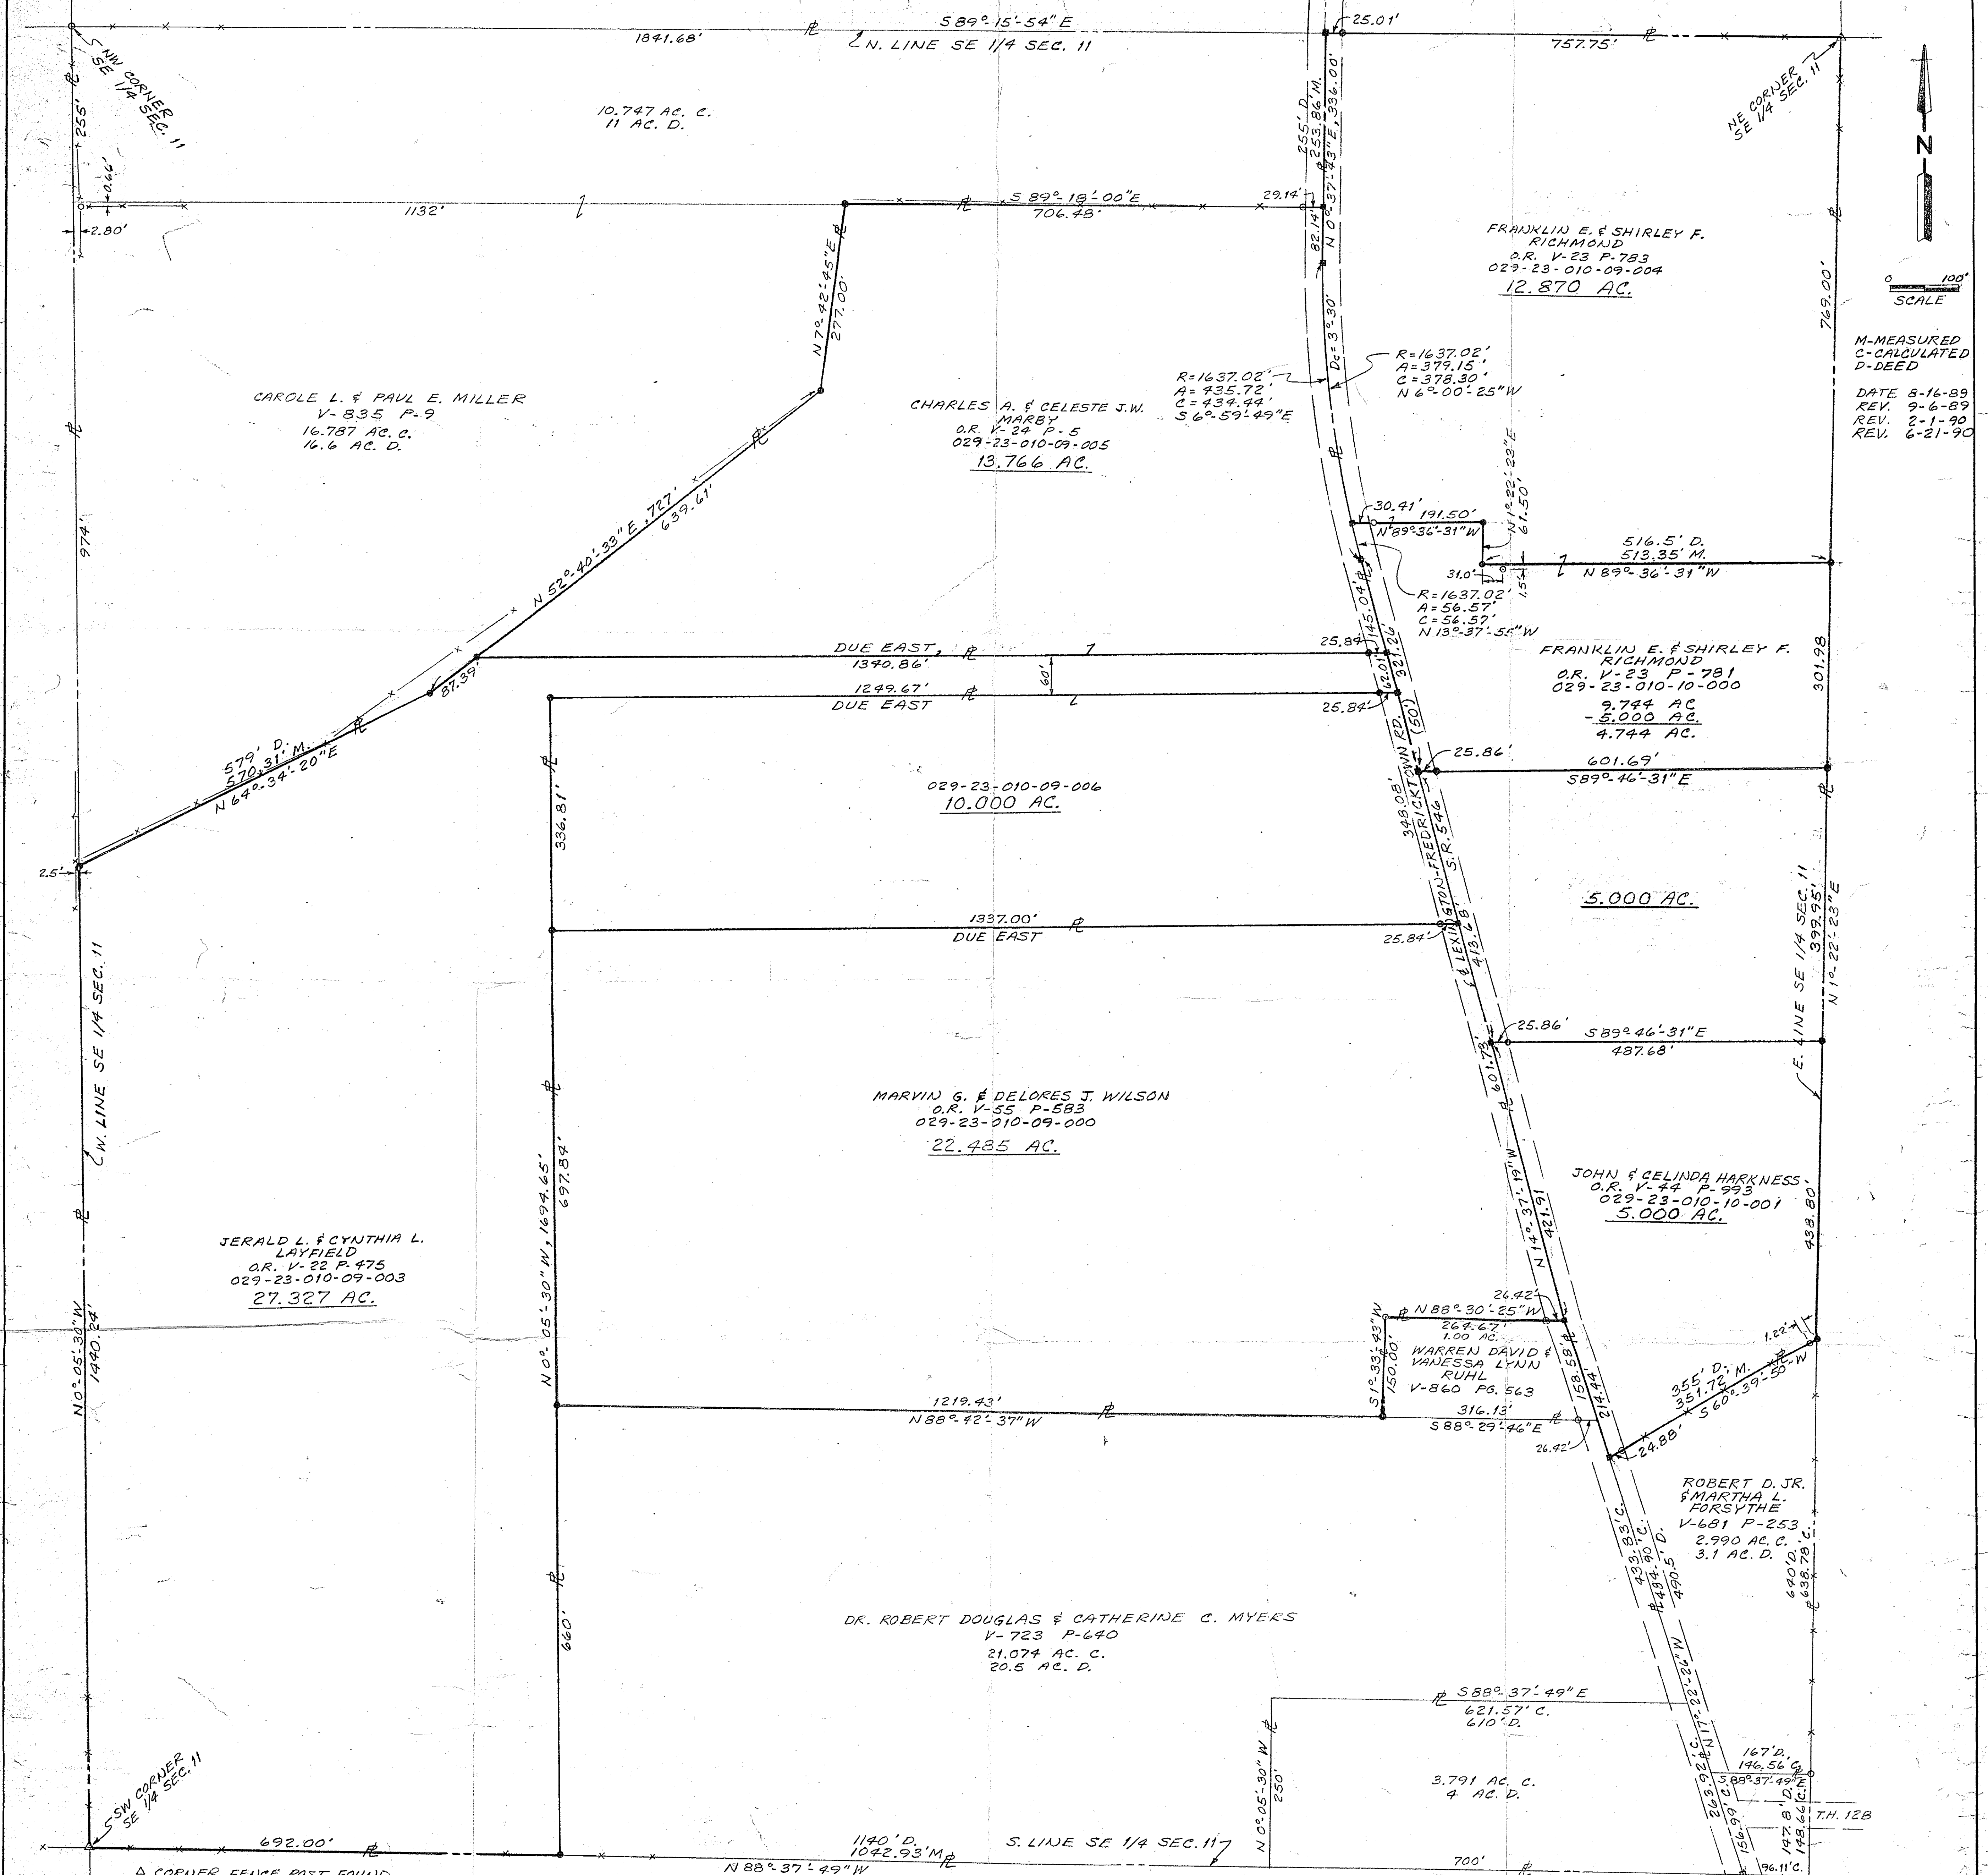 S 89°-15'-54" E
1841.68'
N. LINE SE 1/4 SEC. 11
25.01'
757.75'
NW CORNER
SE 1/4 SEC. 11
NE CORNER
SE 1/4 SEC. 11
255'
0.66'
2.80'
10.747 AC. C.
11 AC. D.
1132'
S 89°-18'-00" E
706.48'
29.14'
255' D.
253.86' M.
N 0°-37'-43" E, 336.00'
82.14'
N
0 100'
SCALE
M-MEASURED
C-CALCULATED
D-DEED
DATE 8-16-89
REV. 9-6-89
REV. 2-1-90
REV. 6-21-90
FRANKLIN E. & SHIRLEY F.
RICHMOND
O.R. V-23 P-783
029-23-010-09-004
12.870 AC.
769.00'
N 7°-42'-45" E
277.00'
Dc=3°-30'
R=1637.02'
A=379.15'
C=378.30'
N 6°-00'-25" W
R=1637.02'
A=435.72'
C=434.44'
S 6°-59'-49" E
CAROLE L. & PAUL E. MILLER
V-835 P-9
16.787 AC. C.
16.6 AC. D.
CHARLES A. & CELESTE J.W.
MARBY
O.R. V-24 P-5
029-23-010-09-005
13.766 AC.
974'
N 52°-40'-33" E, 727'
639.61'
87.39'
30.41'
191.50'
N 89°-36'-31" W
N 1°-22'-23" E
61.50'
516.5' D.
513.35' M.
N 89°-36'-31" W
31.0'
1.5'
R=1637.02'
A=56.57'
C=56.57'
N 13°-37'-55" W
145.04'
DUE EAST,
1340.86'
25.84'
60'
62.01'
321.26'
1249.67'
DUE EAST
25.84'
FRANKLIN E. & SHIRLEY F.
RICHMOND
O.R. V-23 P-781
029-23-010-10-000
9.744 AC
-5.000 AC.
4.744 AC.
301.98
579' D.
570.31' M.
N 64°-34'-20" E
2.5'
25.86'
601.69'
S 89°-46'-31" E
336.81'
029-23-010-09-006
10.000 AC.
348.08'
℄ LEXINGTON-FREDRICKTOWN RD.
S.R. 546 (50')
413.68'
5.000 AC.
1337.00'
DUE EAST
25.84'
E. LINE SE 1/4 SEC. 11
399.95'
N 1°-22'-23" E
W. LINE SE 1/4 SEC. 11
25.86'
S 89°-46'-31" E
487.68'
601.73'
MARVIN G. & DELORES J. WILSON
O.R. V-55 P-583
029-23-010-09-000
22.485 AC.
N 0°-05'-30" W, 1694.65'
697.84'
N 14°-37'-19" W
421.91
JOHN & CELINDA HARKNESS
O.R. V-44 P-993
029-23-010-10-001
5.000 AC.
438.80'
JERALD L. & CYNTHIA L.
LAYFIELD
O.R. V-22 P-475
029-23-010-09-003
27.327 AC.
N 0°-05'-30" W
1440.24'
26.42'
N 88°-30'-25" W
264.67'
1.00 AC.
WARREN DAVID &
VANESSA LYNN
RUHL
V-860 PG. 563
S 1°-33'-43" W
150.00'
158.58'
214.44'
1.22'
355' D.
351.72' M.
S 60°-39'-50" W
24.88'
1219.43'
N 88°-42'-37" W
316.13'
S 88°-29'-46" E
26.42'
ROBERT D. JR.
& MARTHA L.
FORSYTHE
V-681 P-253
2.990 AC. C.
3.1 AC. D.
433.83' C.
484.90' C.
490.5' D.
640' D.
638.78' C.
660'
DR. ROBERT DOUGLAS & CATHERINE C. MYERS
V-723 P-640
21.074 AC. C.
20.5 AC. D.
S 88°-37'-49" E
621.57' C.
610' D.
N 17°-22'-26" W
N 0°-05'-30" W
250'
3.791 AC. C.
4 AC. D.
263.92' C.
156.99' C.
167' D.
146.56' C.
S 88°-37'-49" E
147.8' D.
148.66' C.
T.H. 128
96.11' C.
SW CORNER
SE 1/4 SEC. 11
692.00'
1140' D.
1042.93' M
N 88°-37'-49" W
S. LINE SE 1/4 SEC. 11
700'
△ CORNER FENCE POST FOUND